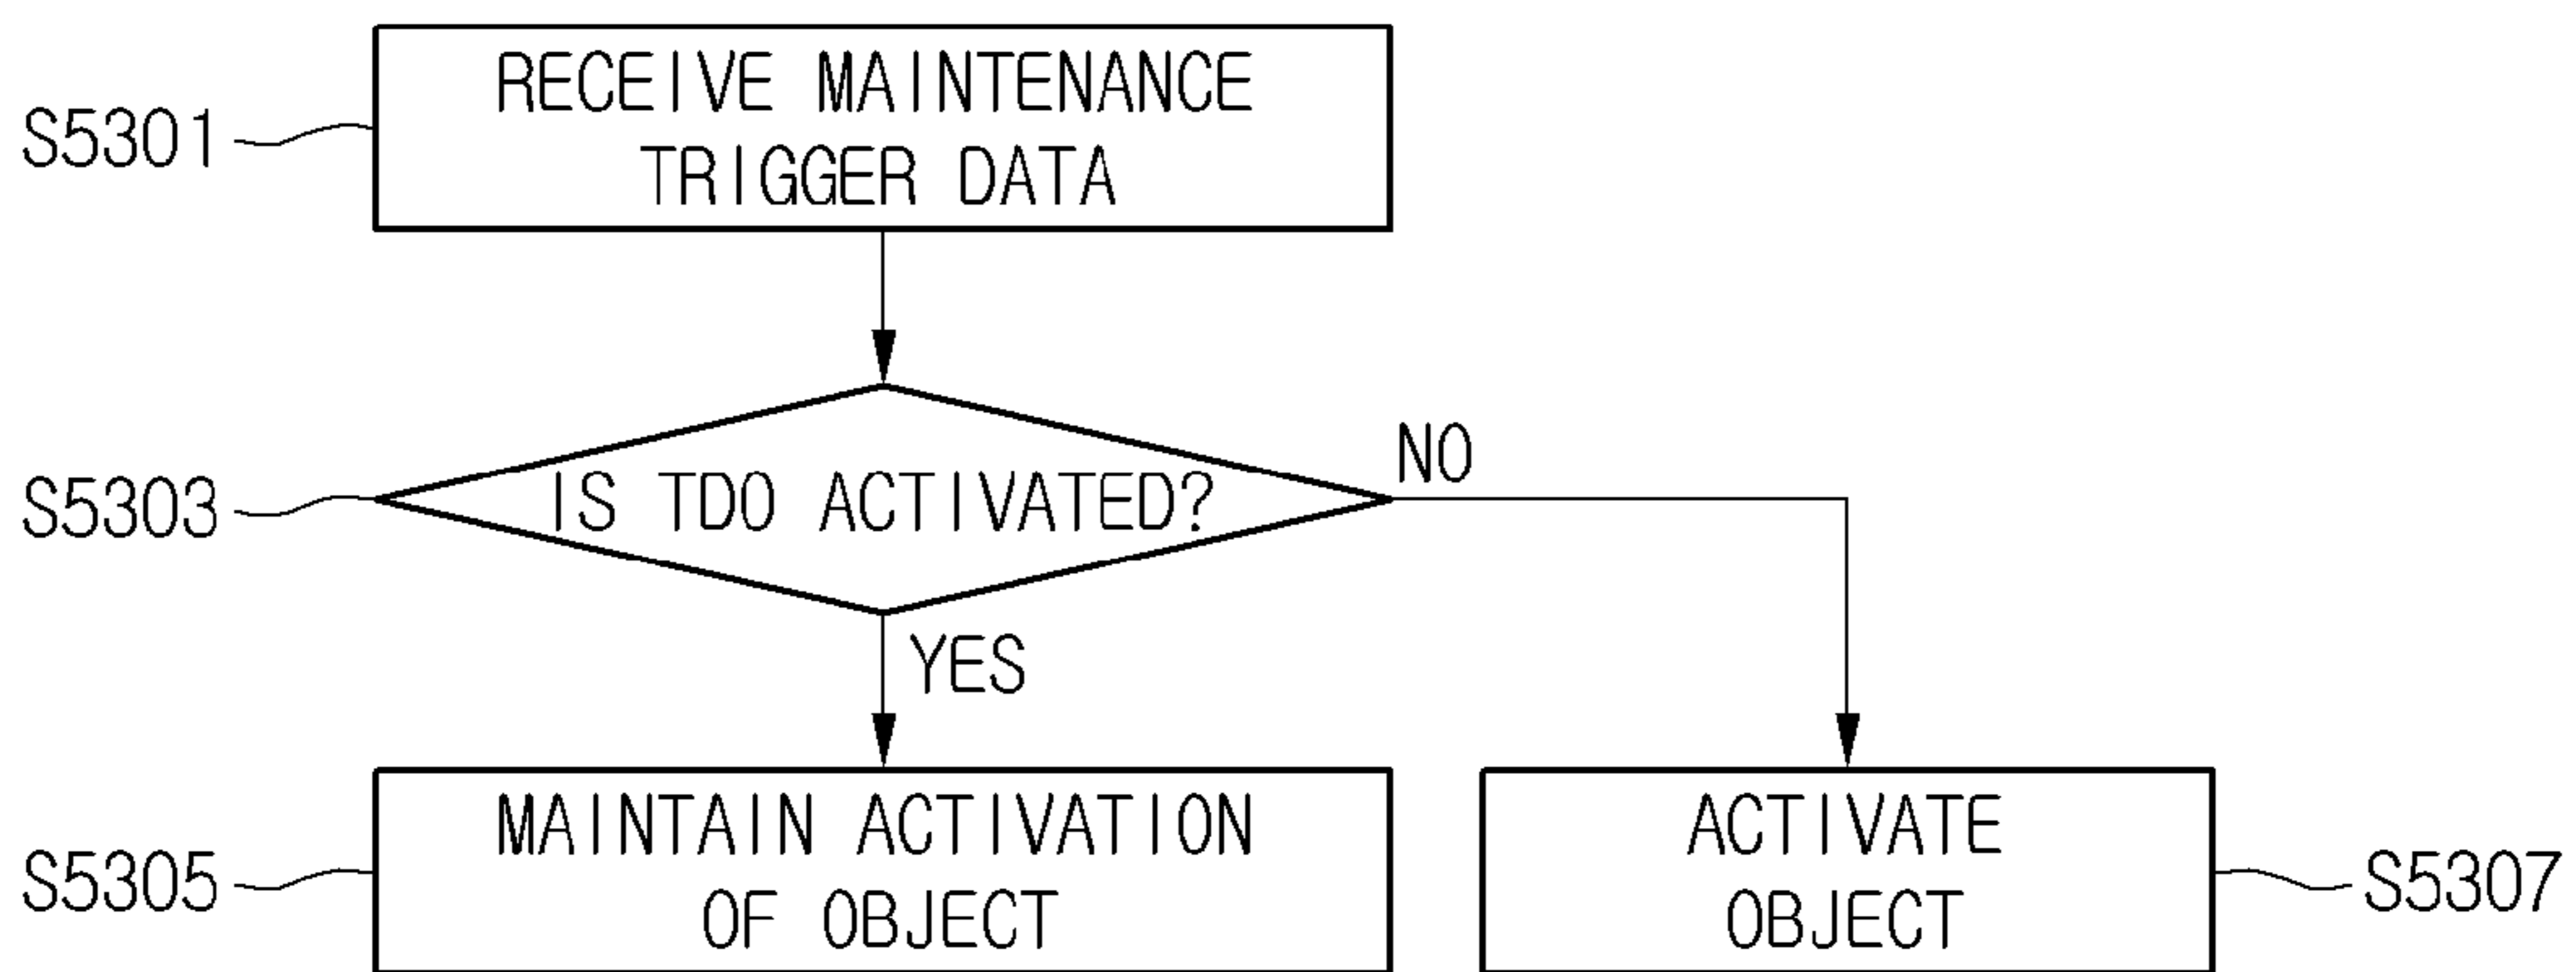 RECEIVE MAINTENANCE
TRIGGER DATA
S5301
NO
IS TDO ACTIVATED?
S5303
YES
MAINTAIN ACTIVATION
OF OBJECT
S5305
ACTIVATE
OBJECT
S5307